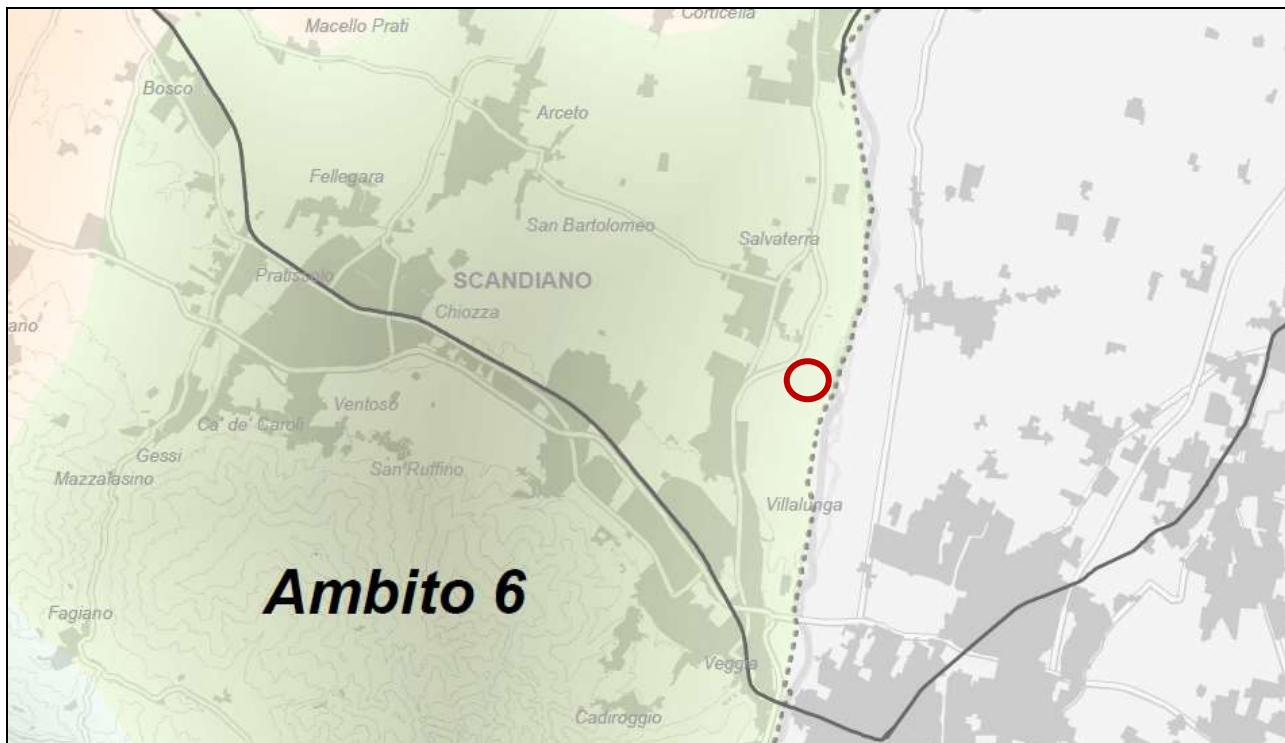 Corticella
Macello Prati
Bosco
Arceto
Fellegara
San Bartolomeo
Salvaterra
Pratissolo
SCANDIANO
Chiozza
ano
Ventoso
Ca' de' Caroli
Gessi
San Ruffino
Mazzalasino
Villalunga
Ambito 6
Fagiano
Veggia
Cadiroggio